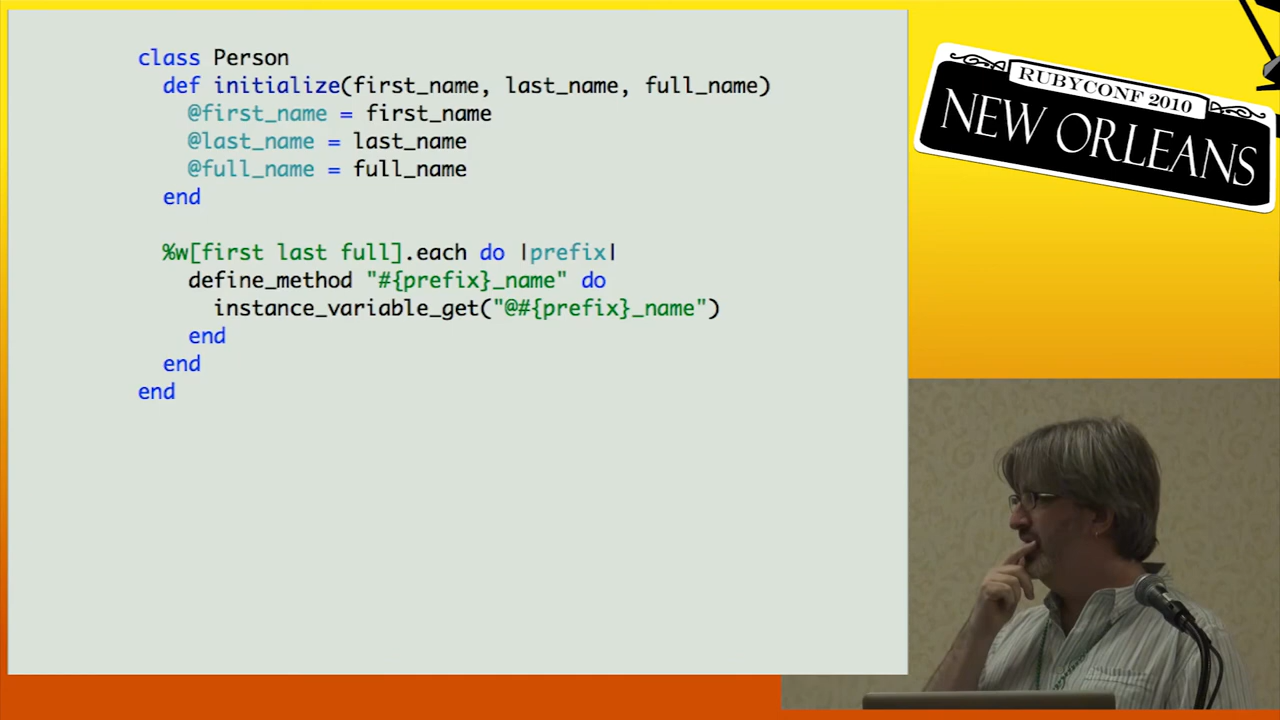 class Person
  def initialize(first_name, last_name, full_name)
    @first_name = first_name
    @last_name = last_name
    @full_name = full_name
  end

  %w[first last full].each do |prefix|
    define_method "#{prefix}_name" do
      instance_variable_get("@#{prefix}_name")
    end
  end
end
RUBYCONF 2010
NEW ORLEANS